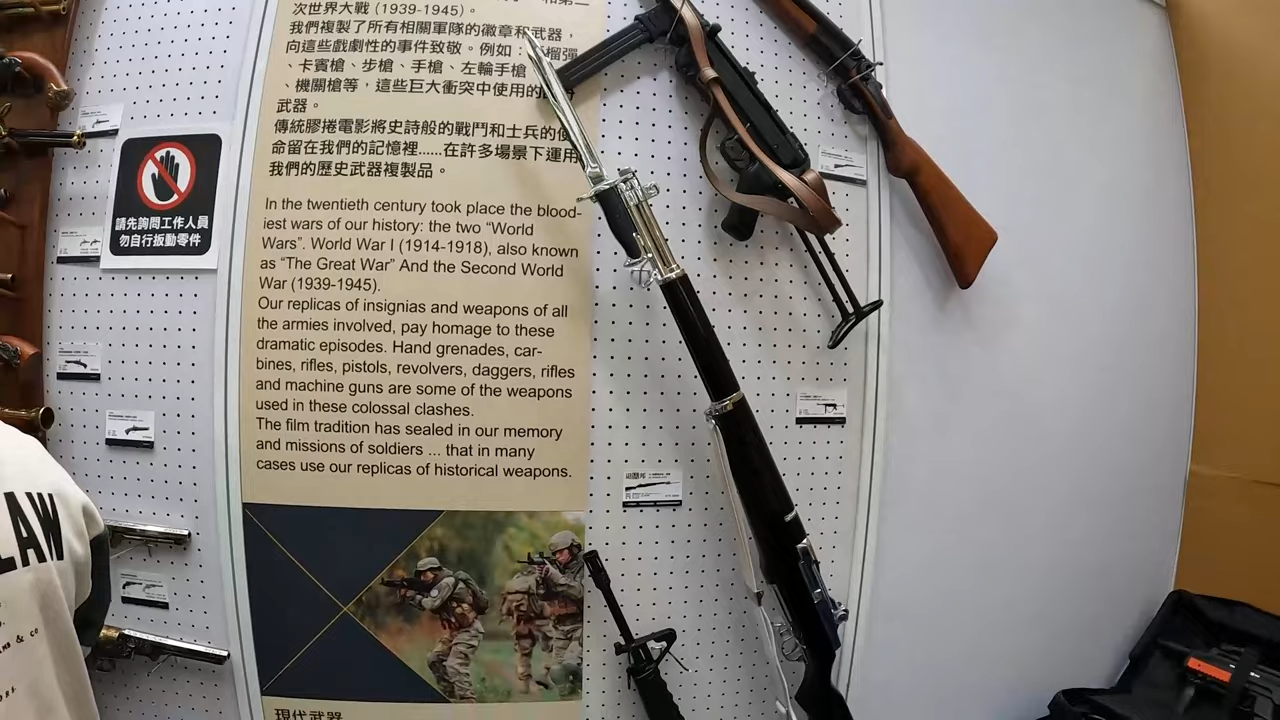 次世界大戰 (1939-1945)。
我們複製了所有相關軍隊的徽章和武器，
向這些戲劇性的事件致敬。例如：榴彈
、卡賓槍、步槍、手槍、左輪手槍
、機關槍等，這些巨大衝突中使用的
武器。
傳統膠捲電影將史詩般的戰鬥和士兵的使
命留在我們的記憶裡......在許多場景下運用
我們的歷史武器複製品。
In the twentieth century took place the blood-
iest wars of our history: the two “World
Wars”. World War I (1914-1918), also known
as “The Great War” And the Second World
War (1939-1945).
Our replicas of insignias and weapons of all
the armies involved, pay homage to these
dramatic episodes. Hand grenades, car-
bines, rifles, pistols, revolvers, daggers, rifles
and machine guns are some of the weapons
used in these colossal clashes.
The film tradition has sealed in our memory
and missions of soldiers ... that in many
cases use our replicas of historical weapons.
現代武器
請先詢問工作人員
勿自行扳動零件
LAW